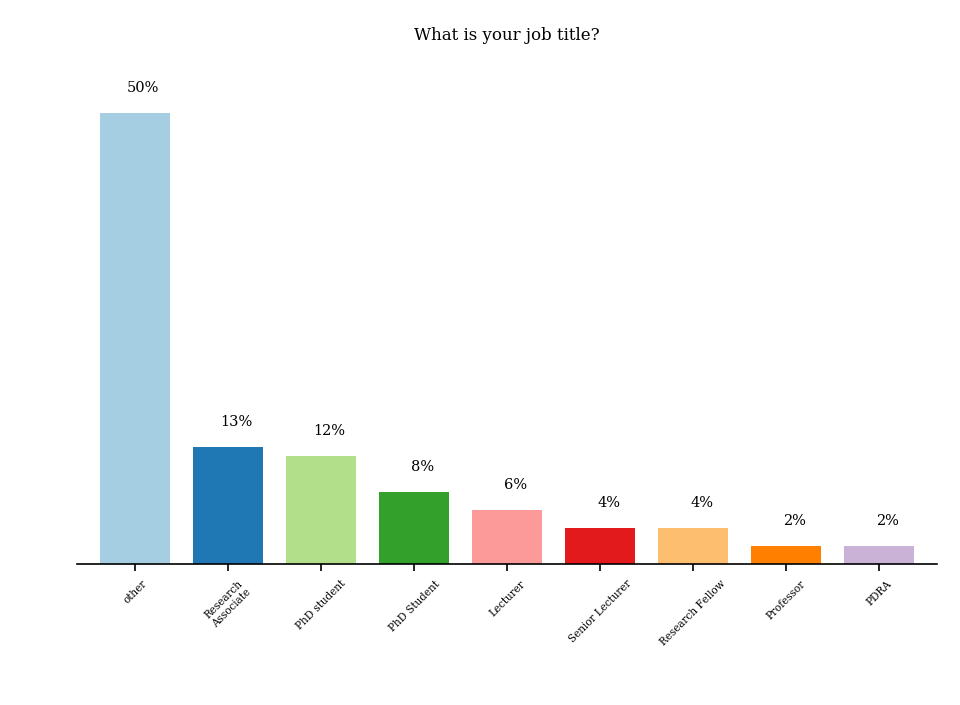 What is your job title?
50%
13%
12%
8%
6%
4%
4%
2%
2%
other
Research
Associate
PhD student
PhD Student
Lecturer
Senior Lecturer
Research Fellow
Professor
PDRA